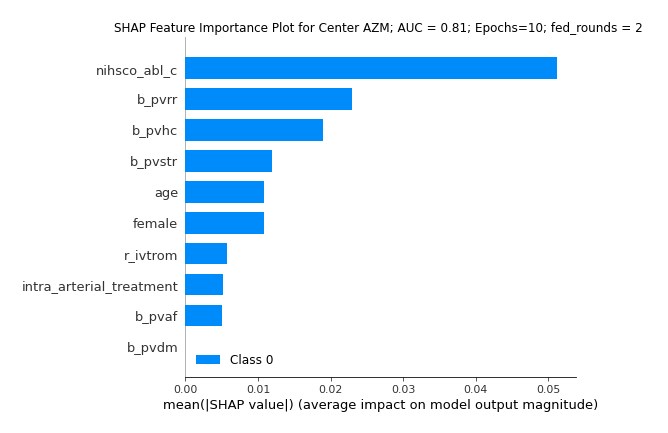 SHAP Feature Importance Plot for Center AZM; AUC = 0.81; Epochs=10; fed_rounds = 2
nihsco_abl_c
b_pvrr
b_pvhc
b_pvstr
age
female
r_ivtrom
intra_arterial_treatment
b_pvaf
b_pvdm
Class 0
0.00 0.01 0.02 0.03 0.04 0.05
mean(|SHAP value|) (average impact on model output magnitude)